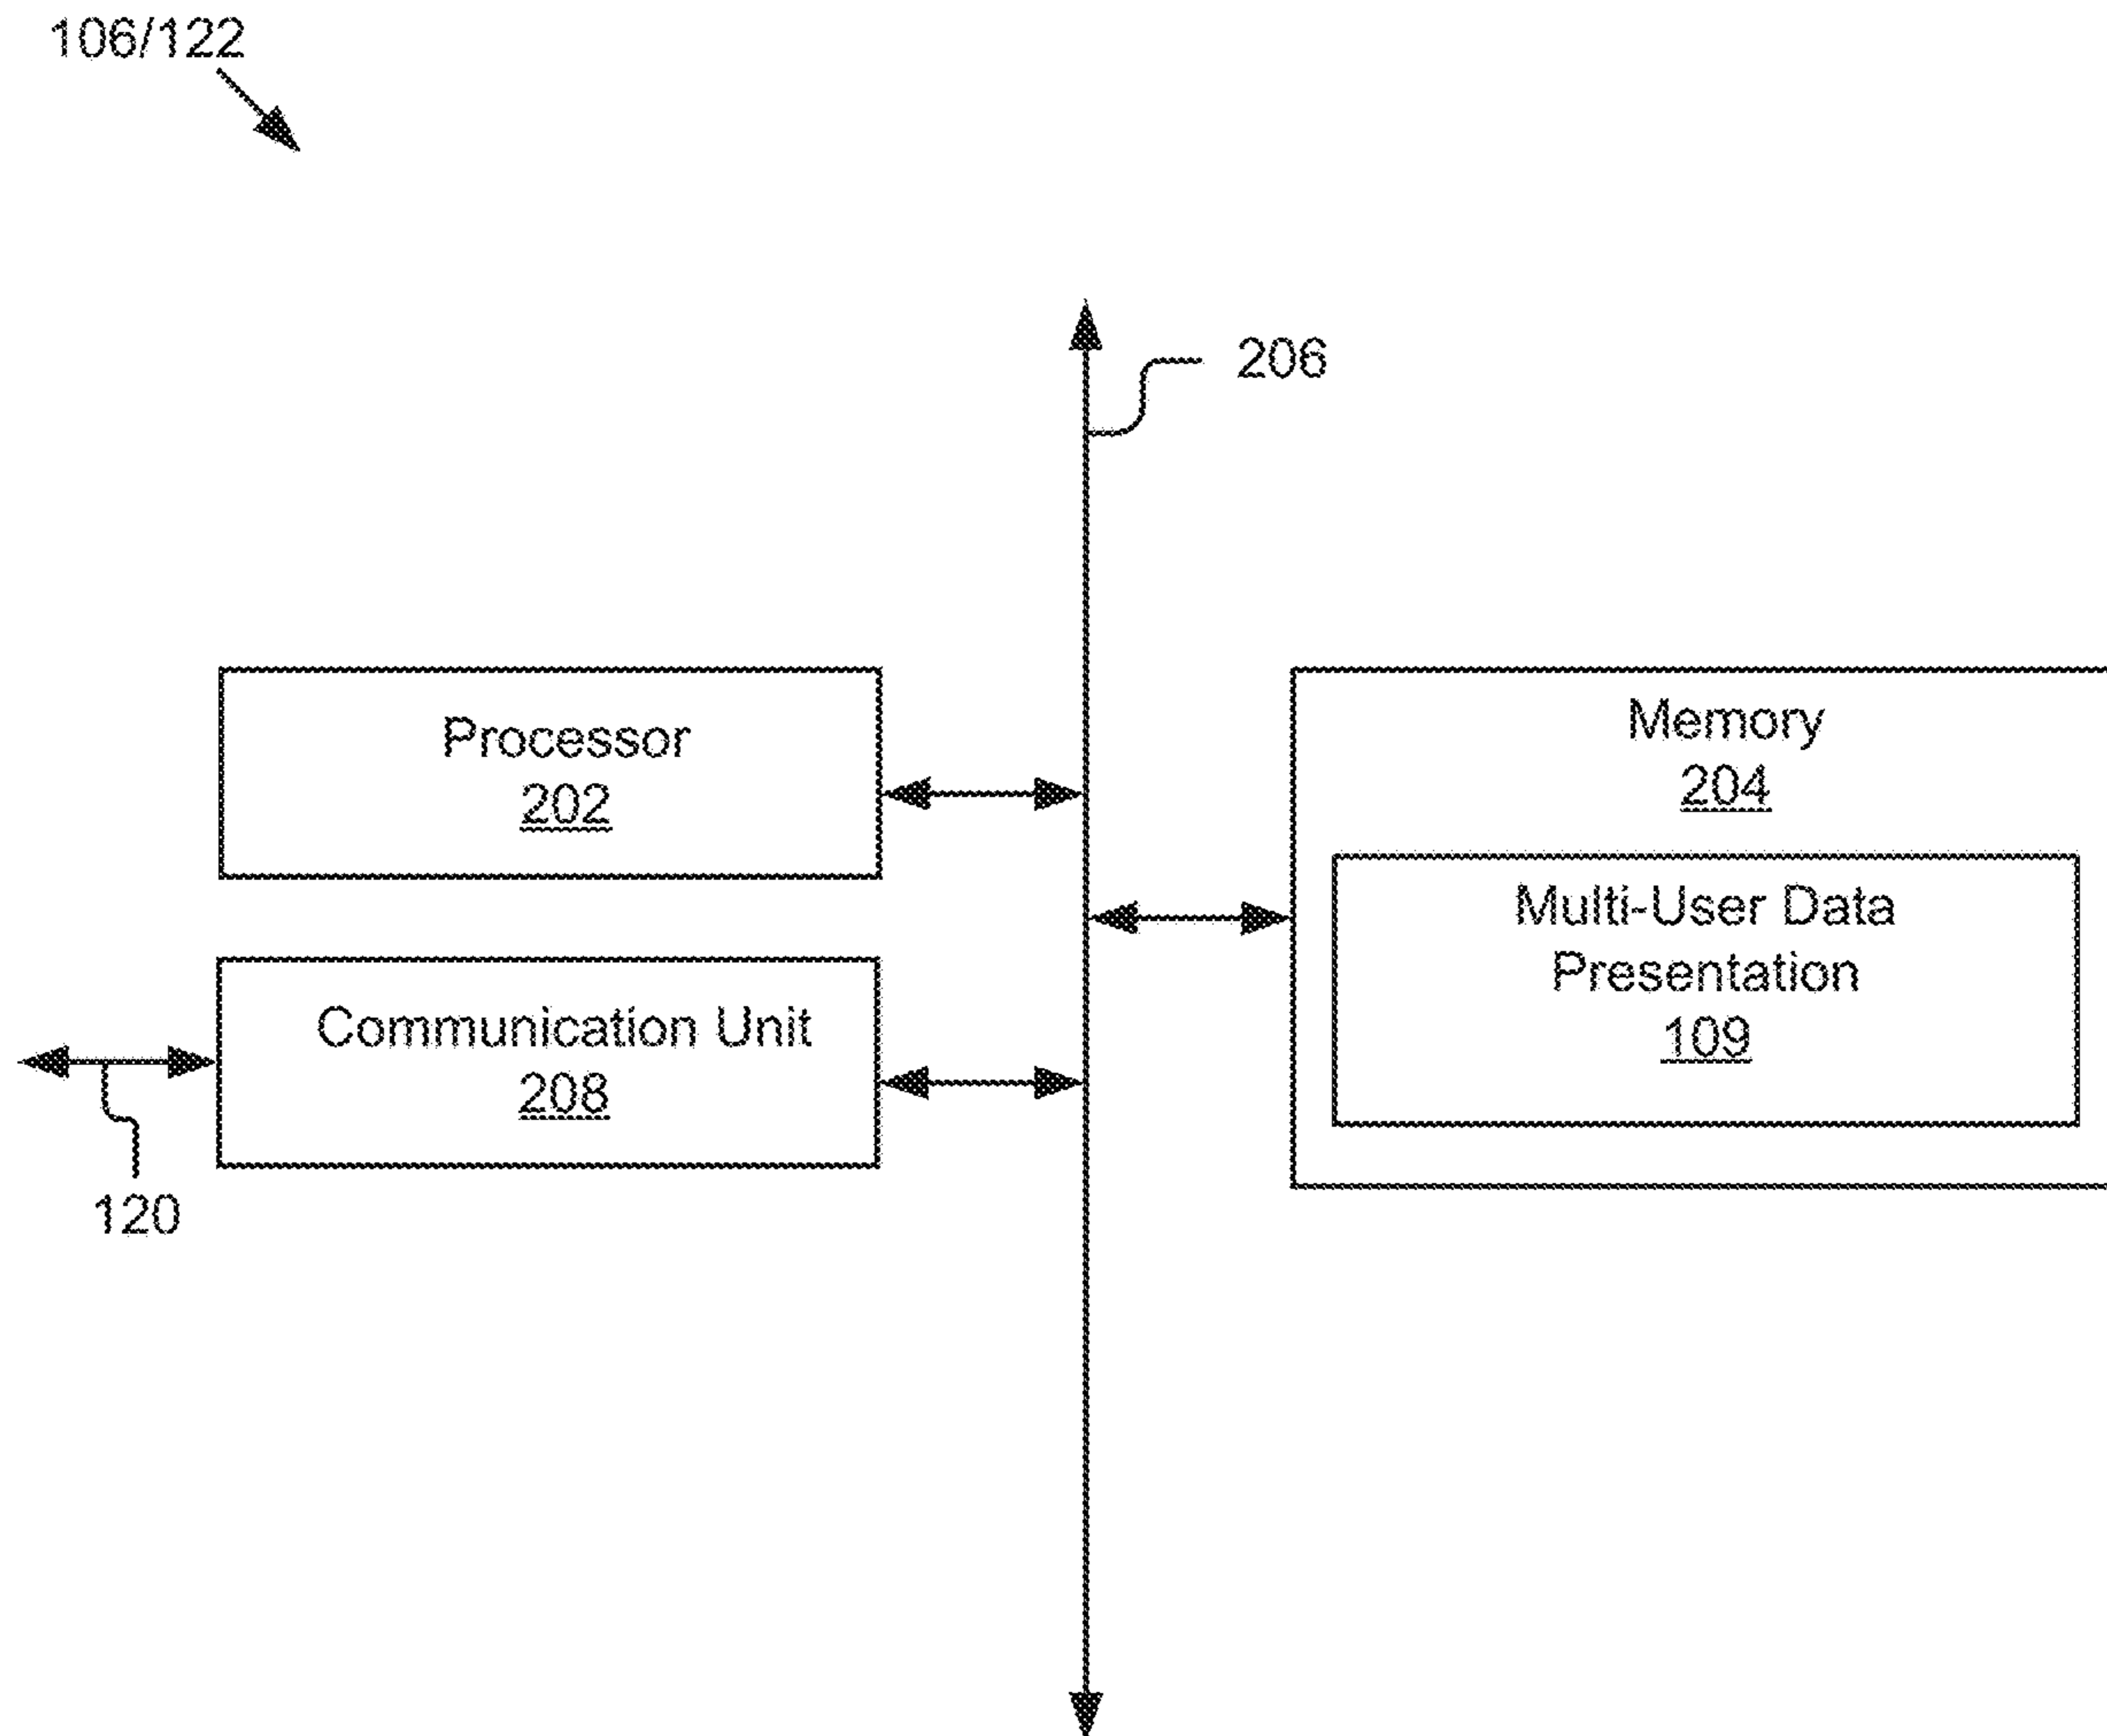 106/122
206
Processor
202
Memory
204
Multi-User Data
Presentation
109
Communication Unit
208
120